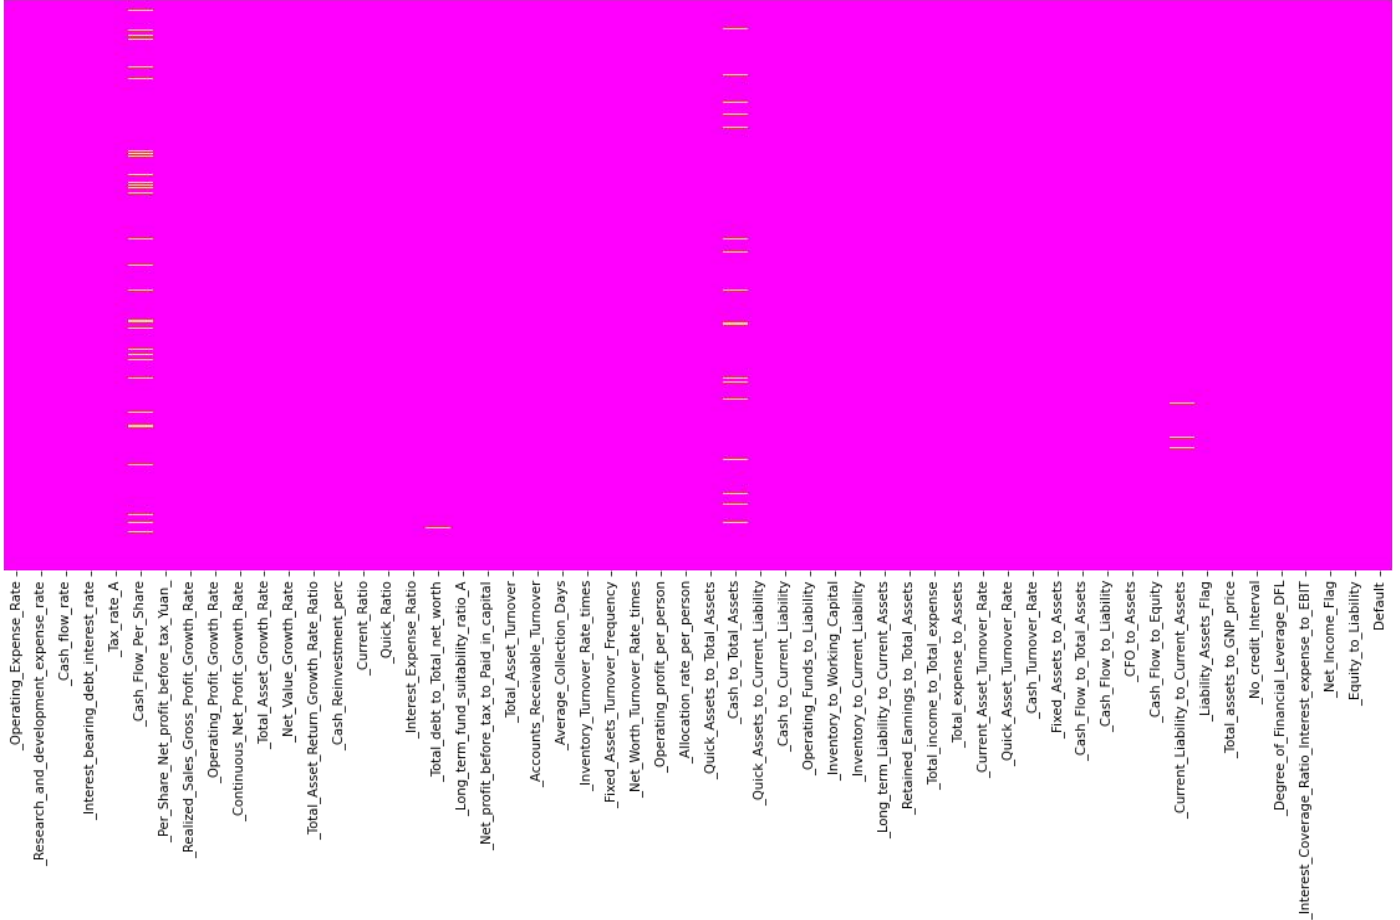 _Operating_Expense_Rate
_Research_and_development_expense_rate
_Cash_flow_rate
_Interest_bearing_debt_interest_rate
_Tax_rate_A
_Cash_Flow_Per_Share
_Per_Share_Net_profit_before_tax_Yuan_
_Realized_Sales_Gross_Profit_Growth_Rate
_Operating_Profit_Growth_Rate
_Continuous_Net_Profit_Growth_Rate
_Total_Asset_Growth_Rate
_Net_Value_Growth_Rate
_Total_Asset_Return_Growth_Rate_Ratio
_Cash_Reinvestment_perc
_Current_Ratio
_Quick_Ratio
_Interest_Expense_Ratio
_Total_debt_to_Total_net_worth
_Long_term_fund_suitability_ratio_A
_Net_profit_before_tax_to_Paid_in_capital
_Total_Asset_Turnover
_Accounts_Receivable_Turnover
_Average_Collection_Days
_Inventory_Turnover_Rate_times
_Fixed_Assets_Turnover_Frequency
_Net_Worth_Turnover_Rate_times
_Operating_profit_per_person
_Allocation_rate_per_person
_Quick_Assets_to_Total_Assets
_Cash_to_Total_Assets
_Quick_Assets_to_Current_Liability
_Cash_to_Current_Liability
_Operating_Funds_to_Liability
_Inventory_to_Working_Capital
_Inventory_to_Current_Liability
_Long_term_Liability_to_Current_Assets
_Retained_Earnings_to_Total_Assets
_Total_income_to_Total_expense
_Total_expense_to_Assets
_Current_Asset_Turnover_Rate
_Quick_Asset_Turnover_Rate
_Cash_Turnover_Rate
_Fixed_Assets_to_Assets
_Cash_Flow_to_Total_Assets
_Cash_Flow_to_Liability
_CFO_to_Assets
_Cash_Flow_to_Equity
_Current_Liability_to_Current_Assets
_Liability_Assets_Flag
_Total_assets_to_GNP_price
_No_credit_Interval
_Degree_of_Financial_Leverage_DFL
_Interest_Coverage_Ratio_Interest_expense_to_EBIT
_Net_Income_Flag
_Equity_to_Liability
Default